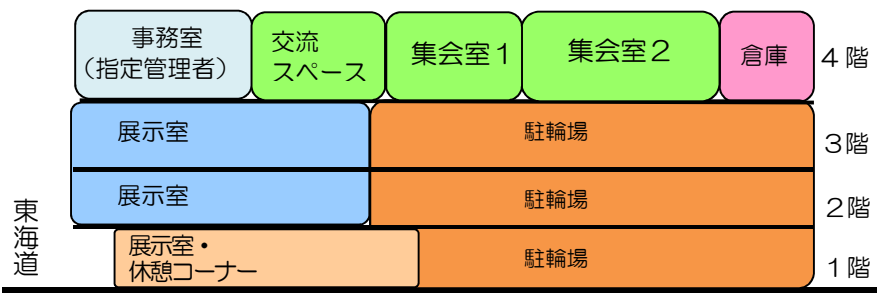 事務室
（指定管理者）
交流
スペース
集会室１
集会室２
倉庫
４階
展示室
駐輪場
３階
展示室
駐輪場
２階
東海道
展示室・
休憩コーナー
駐輪場
１階